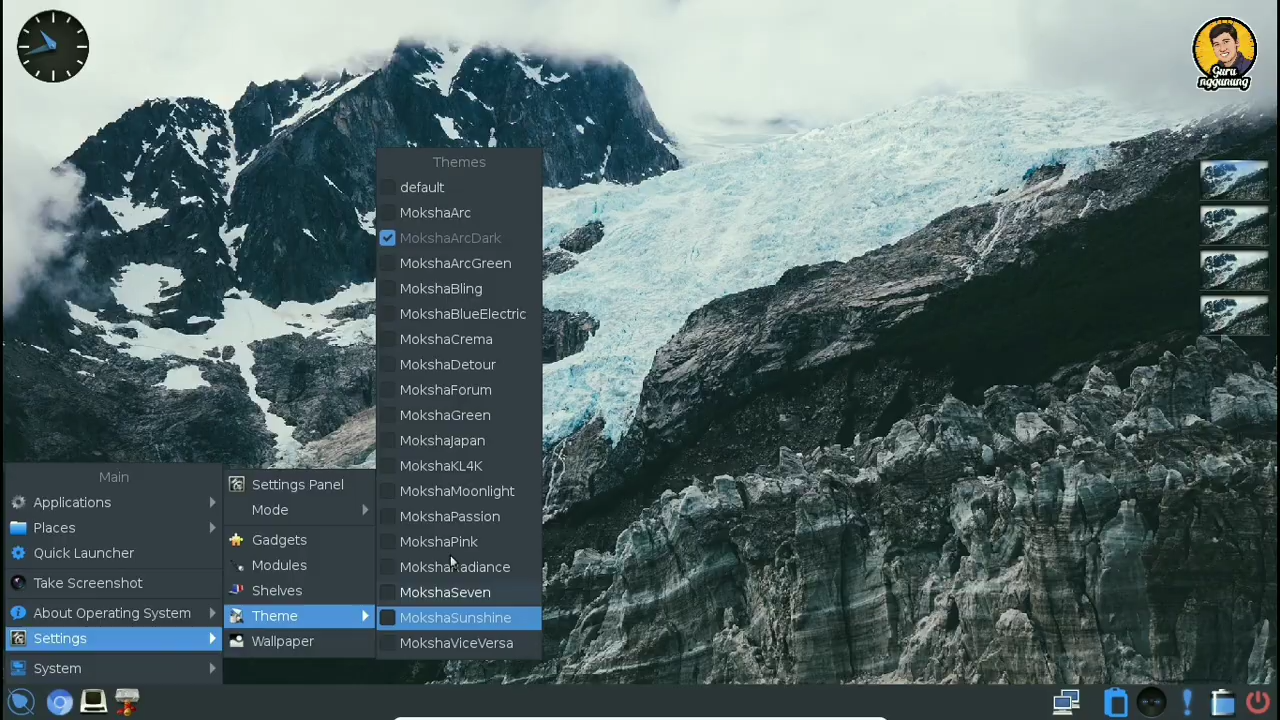 Guru
nggunung
Themes
default
MokshaArc
MokshaArcDark
MokshaArcGreen
MokshaBling
MokshaBlueElectric
MokshaCrema
MokshaDetour
MokshaForum
MokshaGreen
MokshaJapan
MokshaKL4K
MokshaMoonlight
MokshaPassion
MokshaPink
MokshaRadiance
MokshaSeven
MokshaSunshine
MokshaViceVersa
Main
Applications
Places
Quick Launcher
Take Screenshot
About Operating System
Settings
System
Settings Panel
Mode
Gadgets
Modules
Shelves
Theme
Wallpaper